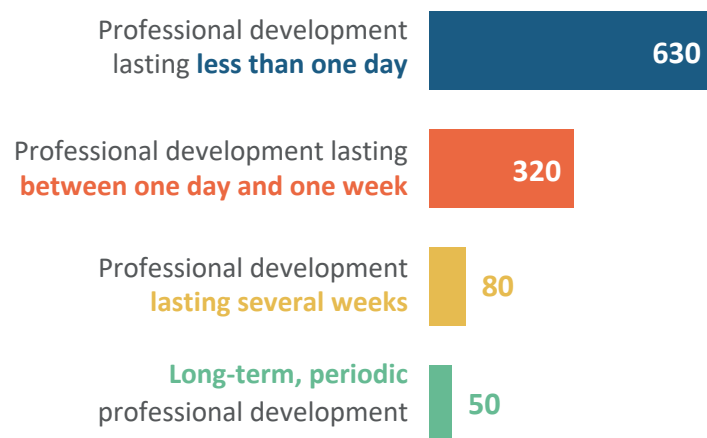 Professional development
lasting less than one day
630
Professional development lasting
between one day and one week
320
Professional development
lasting several weeks
80
Long-term, periodic
professional development
50